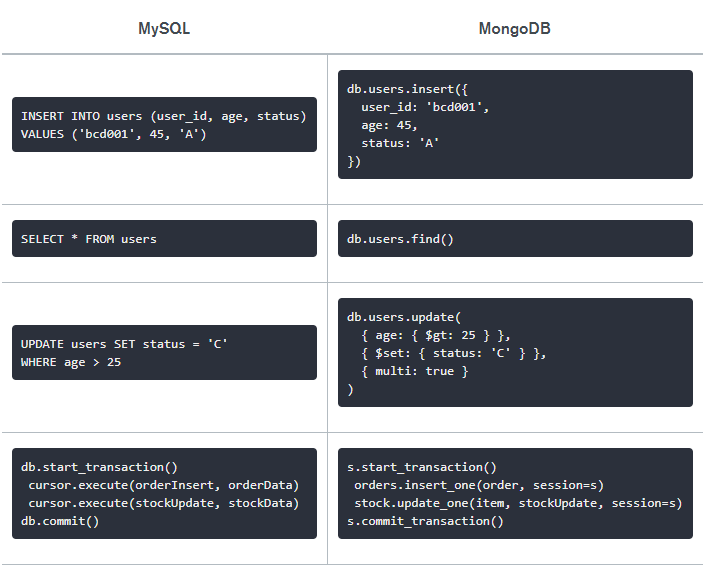 MySQL
MongoDB
INSERT INTO users (user_id, age, status)
VALUES ('bcd001', 45, 'A')
db.users.insert({
  user_id: 'bcd001',
  age: 45,
  status: 'A'
})
SELECT * FROM users
db.users.find()
UPDATE users SET status = 'C'
WHERE age > 25
db.users.update(
  { age: { $gt: 25 } },
  { $set: { status: 'C' } },
  { multi: true }
)
db.start_transaction()
 cursor.execute(orderInsert, orderData)
 cursor.execute(stockUpdate, stockData)
db.commit()
s.start_transaction()
 orders.insert_one(order, session=s)
 stock.update_one(item, stockUpdate, session=s)
s.commit_transaction()